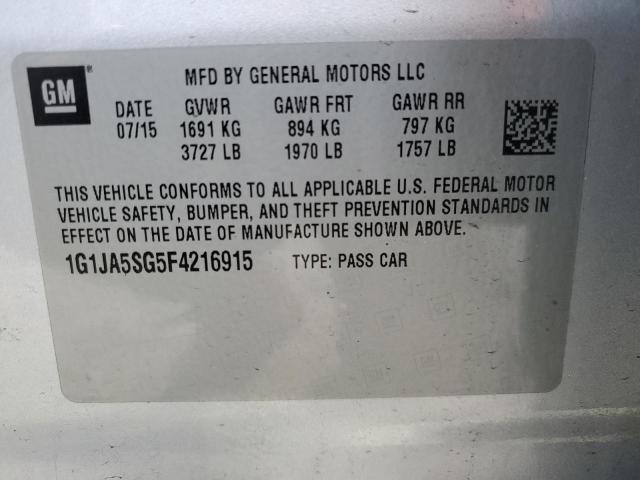 GM®
MFD BY GENERAL MOTORS LLC
DATE GVWR GAWR FRT GAWR RR
07/15 1691 KG 894 KG 797 KG
3727 LB 1970 LB 1757 LB
THIS VEHICLE CONFORMS TO ALL APPLICABLE U.S. FEDERAL MOTOR
VEHICLE SAFETY, BUMPER, AND THEFT PREVENTION STANDARDS IN
EFFECT ON THE DATE OF MANUFACTURE SHOWN ABOVE.
1G1JA5SG5F4216915 TYPE: PASS CAR